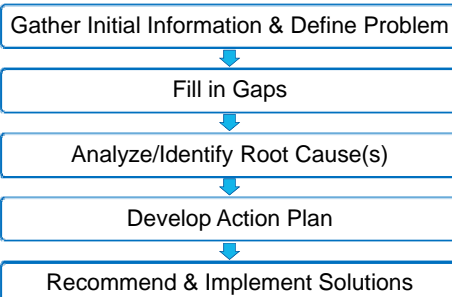 Gather Initial Information & Define Problem
Fill in Gaps
Analyze/Identify Root Cause(s)
Develop Action Plan
Recommend & Implement Solutions